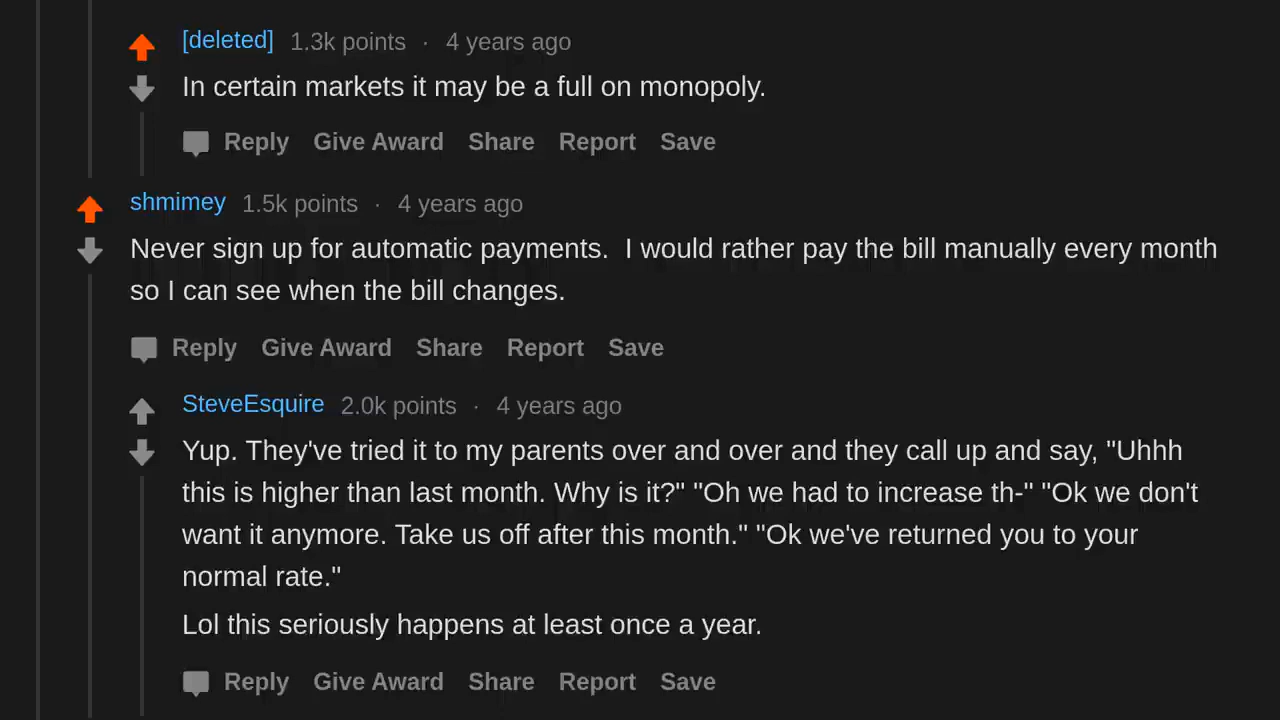 [deleted] 1.3k points · 4 years ago
In certain markets it may be a full on monopoly.
Reply Give Award Share Report Save
shmimey 1.5k points · 4 years ago
Never sign up for automatic payments.  I would rather pay the bill manually every month
so I can see when the bill changes.
Reply Give Award Share Report Save
SteveEsquire 2.0k points · 4 years ago
Yup. They've tried it to my parents over and over and they call up and say, "Uhhh
this is higher than last month. Why is it?" "Oh we had to increase th-" "Ok we don't
want it anymore. Take us off after this month." "Ok we've returned you to your
normal rate."
Lol this seriously happens at least once a year.
Reply Give Award Share Report Save